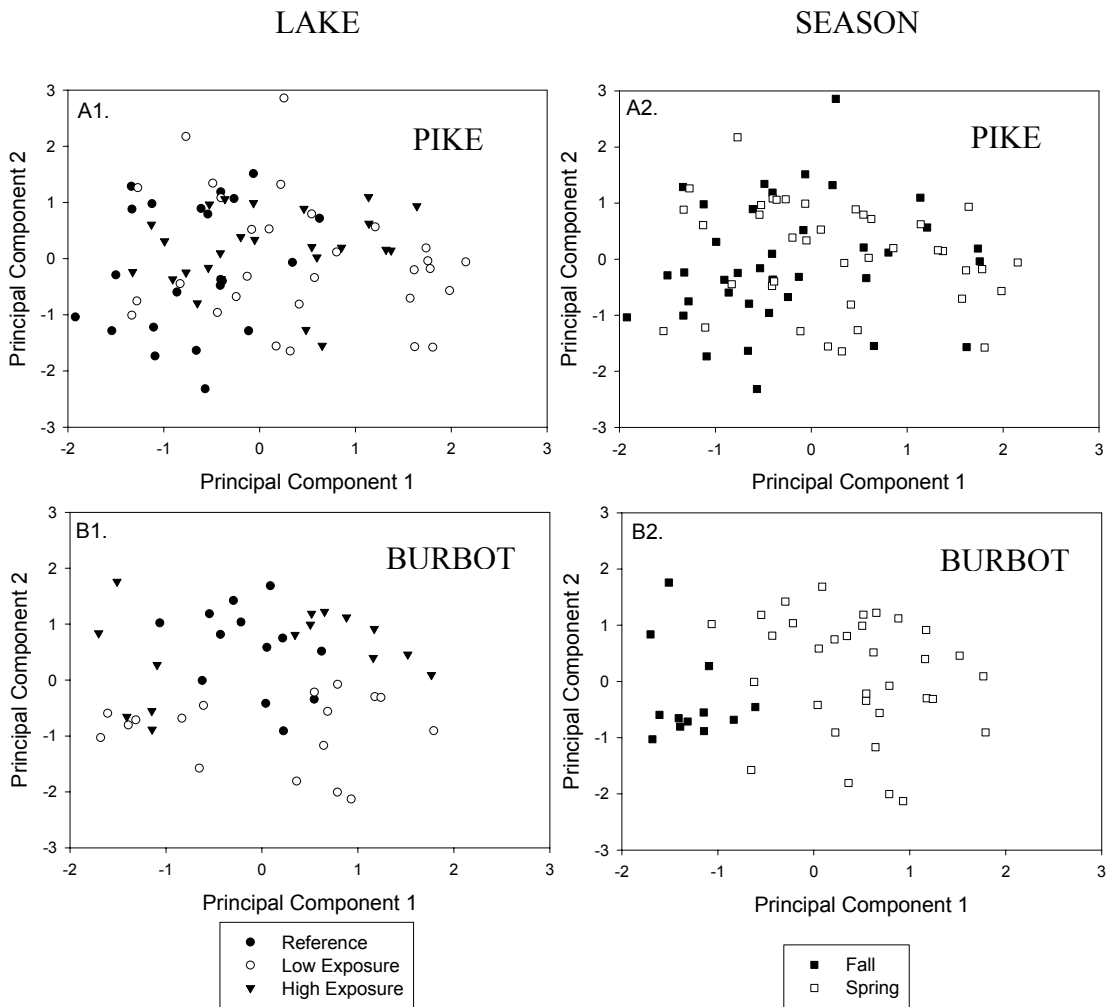 LAKE
SEASON
A1.
PIKE
3
2
1
0
-1
-2
-3
Principal Component 2
-2 -1 0 1 2 3
Principal Component 1
A2.
PIKE
3
2
1
0
-1
-2
-3
Principal Component 2
-2 -1 0 1 2 3
Principal Component 1
B1.
BURBOT
3
2
1
0
-1
-2
-3
Principal Component 2
-2 -1 0 1 2 3
Principal Component 1
B2.
BURBOT
3
2
1
0
-1
-2
-3
Principal Component 2
-2 -1 0 1 2 3
Principal Component 1
Reference
Low Exposure
High Exposure
Fall
Spring